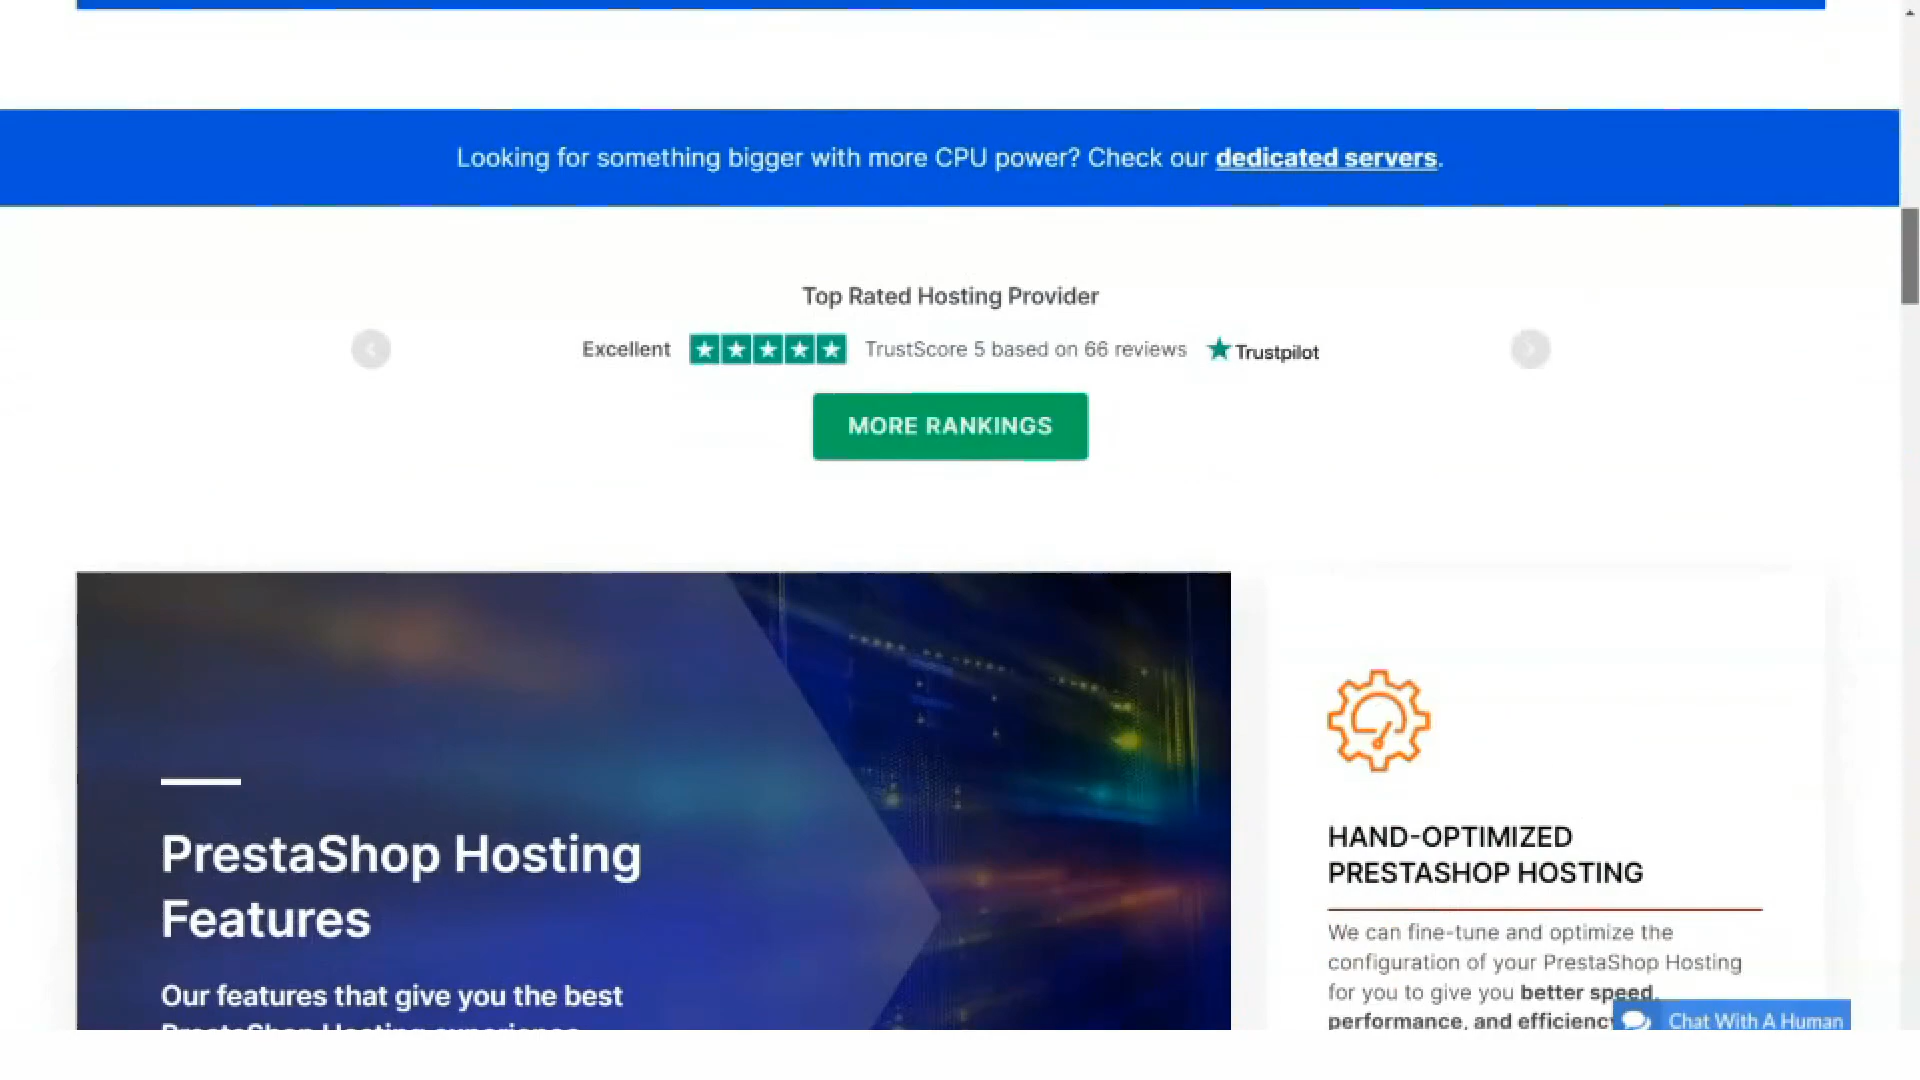 Looking for something bigger with more CPU power? Check our dedicated servers.
Top Rated Hosting Provider
Excellent TrustScore 5 based on 66 reviews Trustpilot
MORE RANKINGS
PrestaShop Hosting
Features
Our features that give you the best
PrestaShop Hosting experience
HAND-OPTIMIZED
PRESTASHOP HOSTING
We can fine-tune and optimize the
configuration of your PrestaShop Hosting
for you to give you better speed,
performance, and efficiency
Chat With A Human